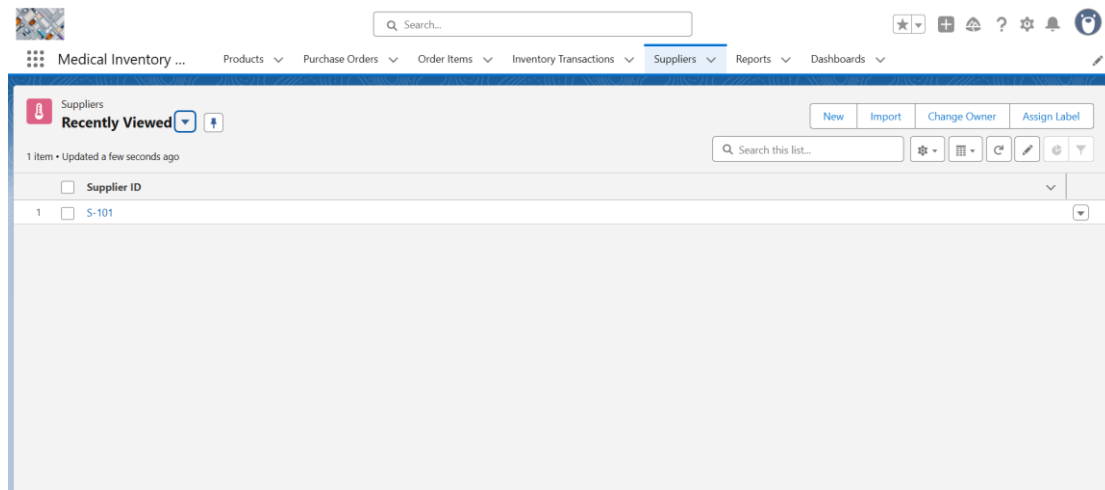 Search...
Medical Inventory ...
Products
Purchase Orders
Order Items
Inventory Transactions
Suppliers
Reports
Dashboards
Suppliers
Recently Viewed
New
Import
Change Owner
Assign Label
1 item • Updated a few seconds ago
Search this list...
Supplier ID
1
S-101